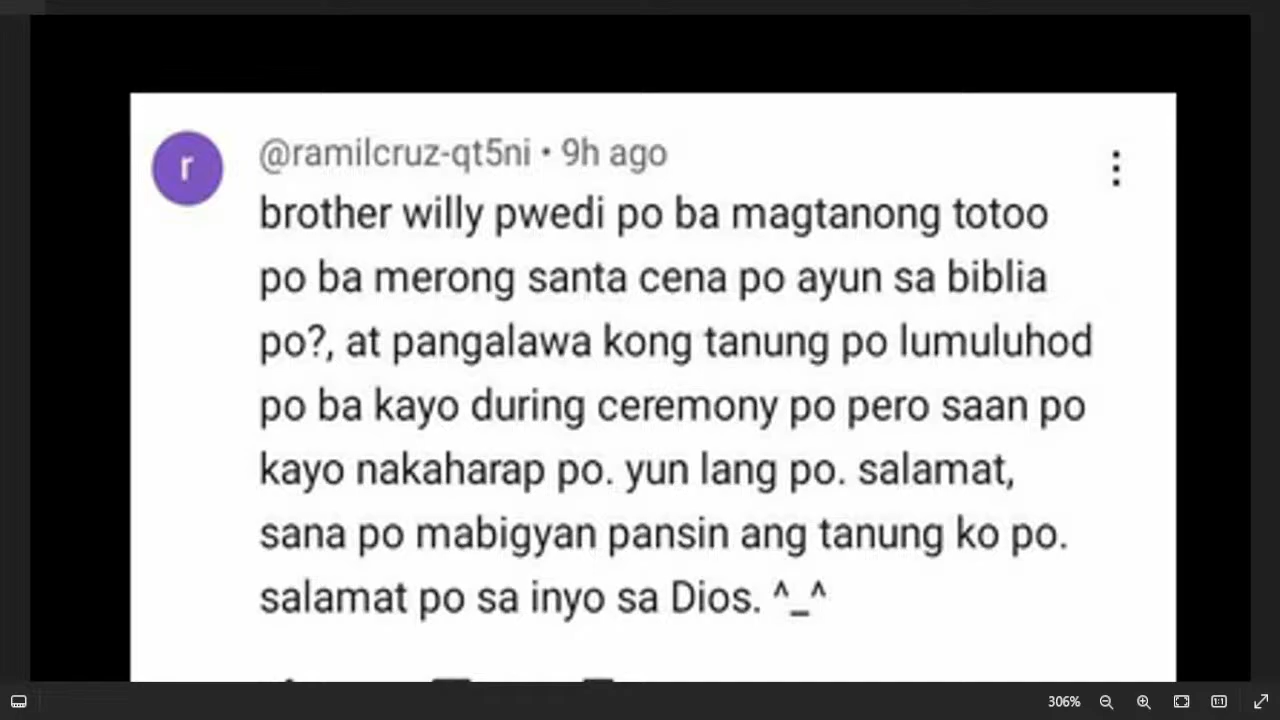 r
@ramilcruz-qt5ni • 9h ago
brother willy pwedi po ba magtanong totoo
po ba merong santa cena po ayun sa biblia
po?, at pangalawa kong tanung po lumuluhod
po ba kayo during ceremony po pero saan po
kayo nakaharap po. yun lang po. salamat,
sana po mabigyan pansin ang tanung ko po.
salamat po sa inyo sa Dios. ^_^
306%
1:1